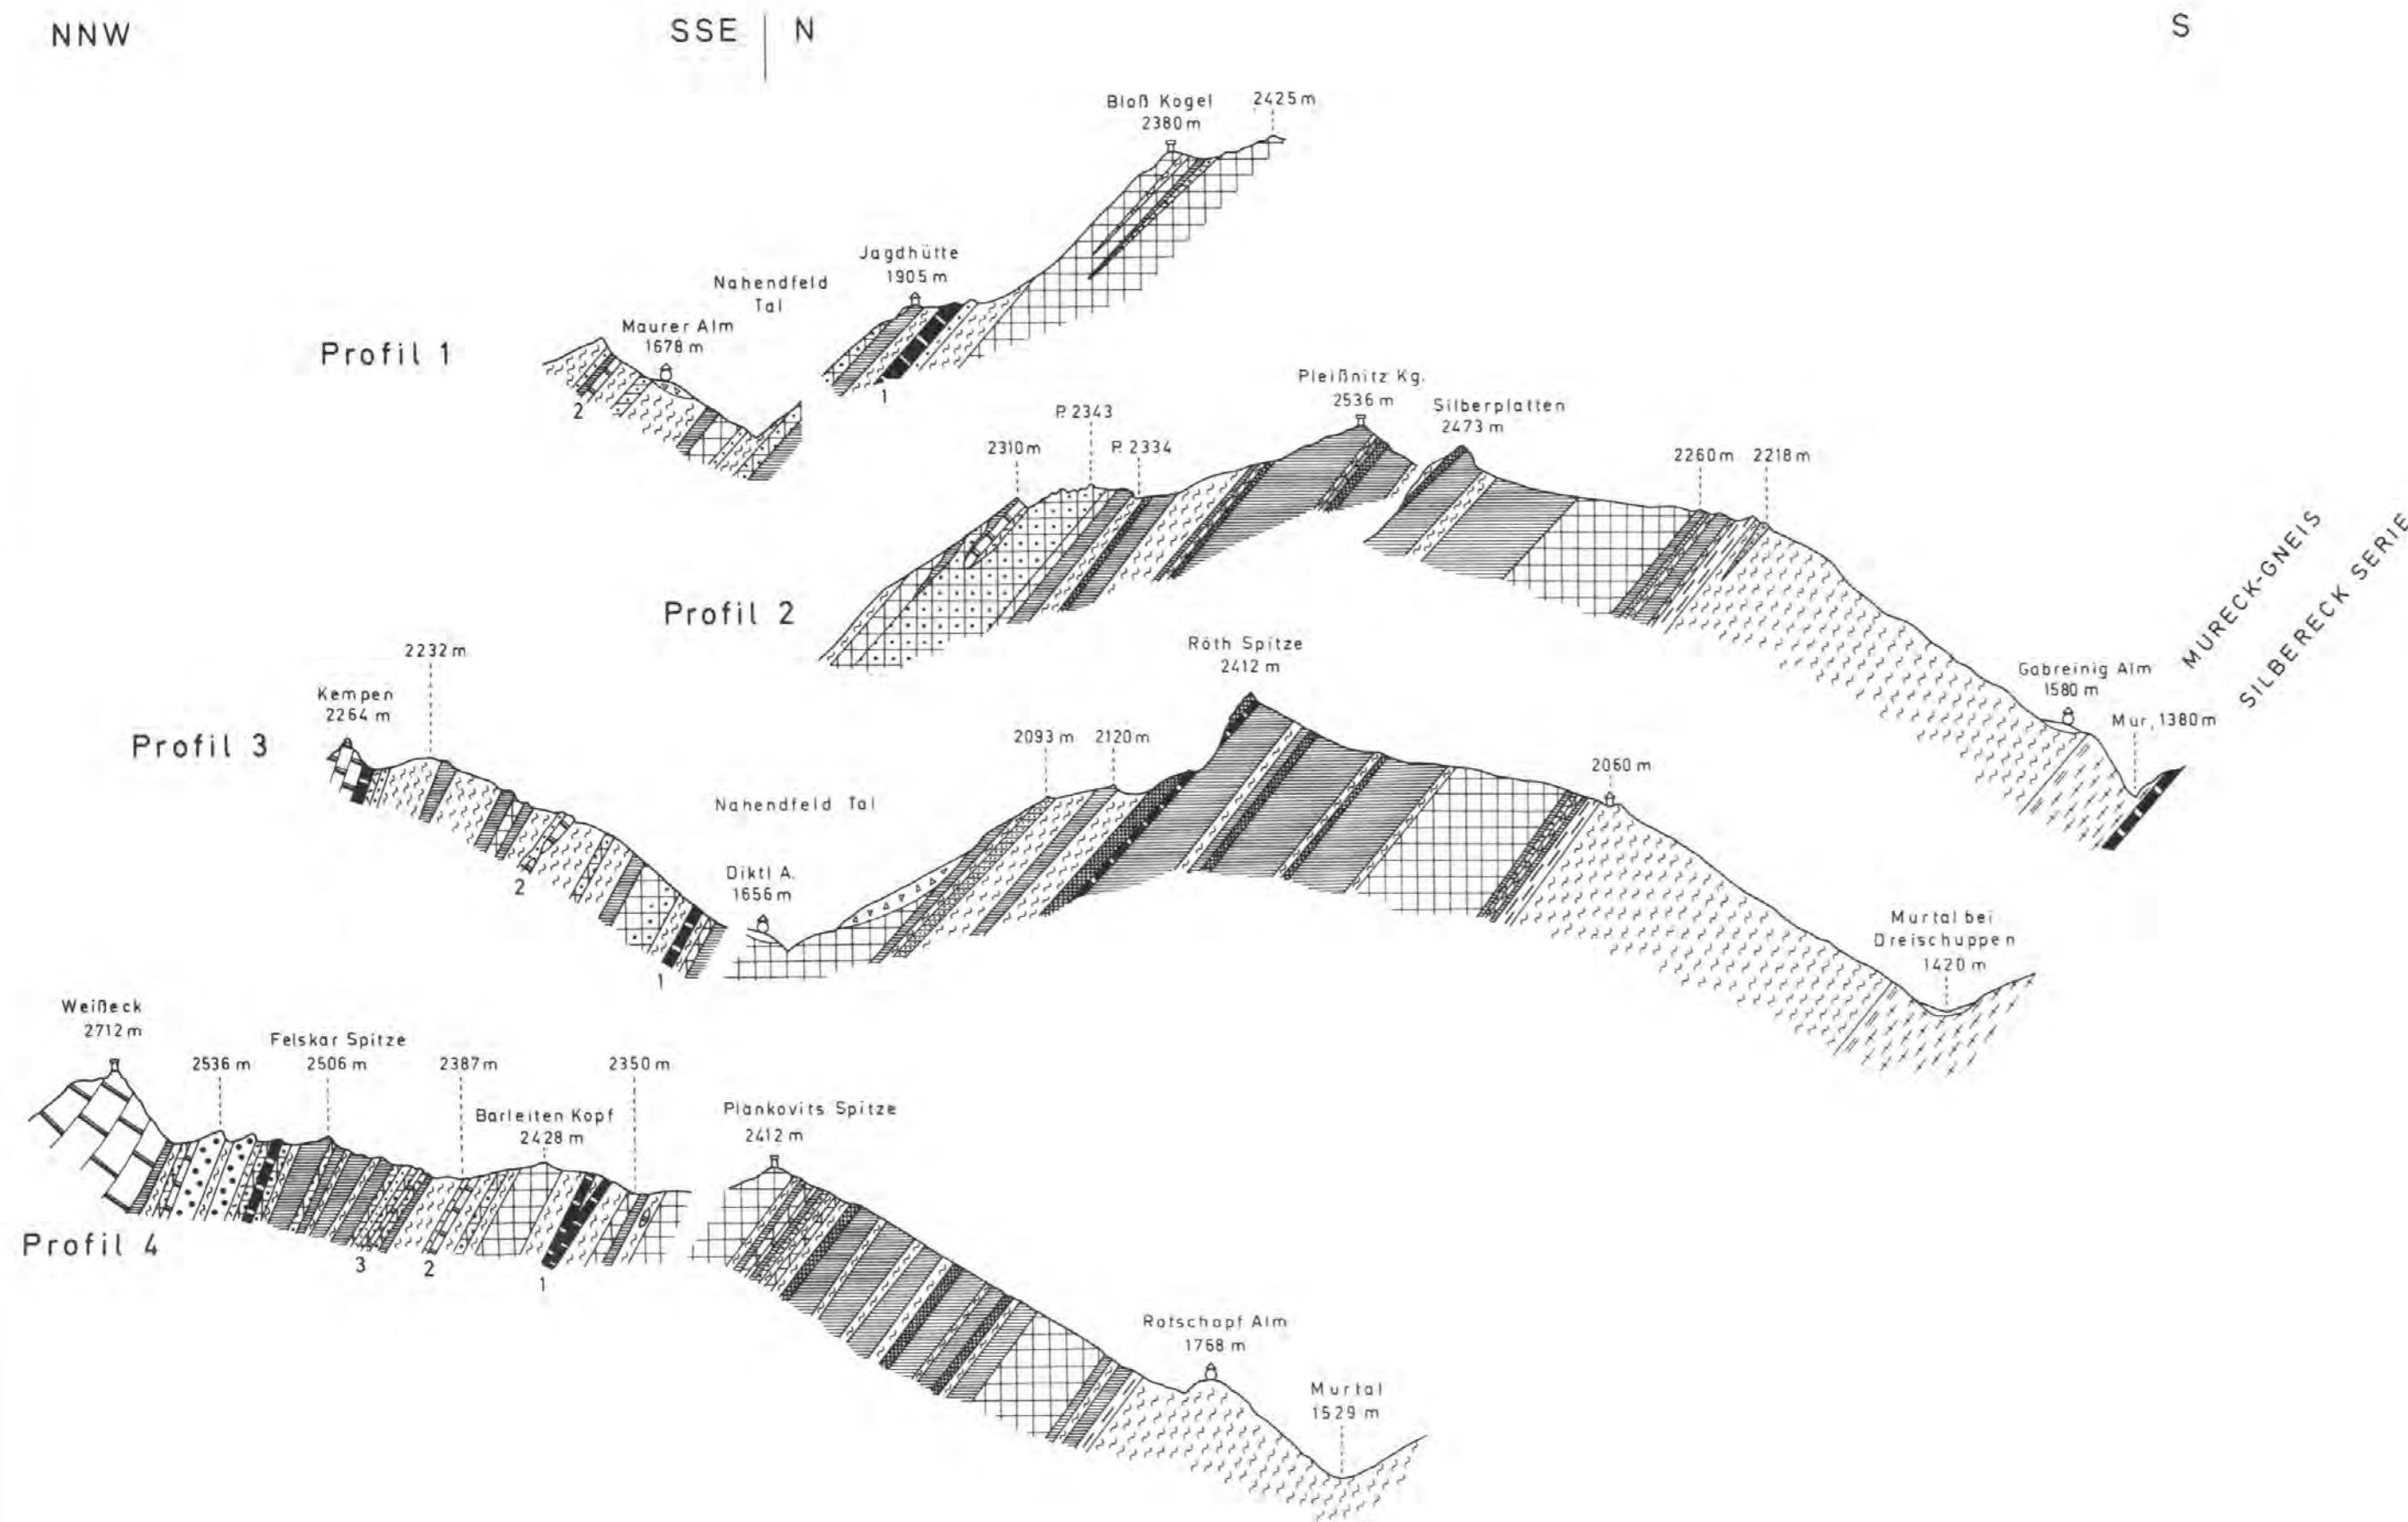 NNW
SSE | N
S
Bloß Kogel
2380 m
2425 m
Jagdhütte
1905 m
Nahendfeld
Tal
Maurer Alm
1678 m
Profil 1
2
1
Pleißnitz Kg.
2536 m
Silberplatten
2473 m
P. 2343
2310 m
P. 2334
2260 m
2218 m
Profil 2
MURECK-GNEIS
SILBERECK SERIE
Gabreinig Alm
1580 m
Mur, 1380 m
Röth Spitze
2412 m
2232 m
Kempen
2264 m
Profil 3
2093 m
2120 m
2060 m
Nahendfeld Tal
Diktl A.
1656 m
2
1
Murtal bei
Dreischuppen
1420 m
Weißeck
2712 m
2536 m
Felskar Spitze
2506 m
2387 m
Barleiten Kopf
2428 m
2350 m
Plankovits Spitze
2412 m
Profil 4
3
2
1
Rotschopf Alm
1768 m
Murtal
1529 m